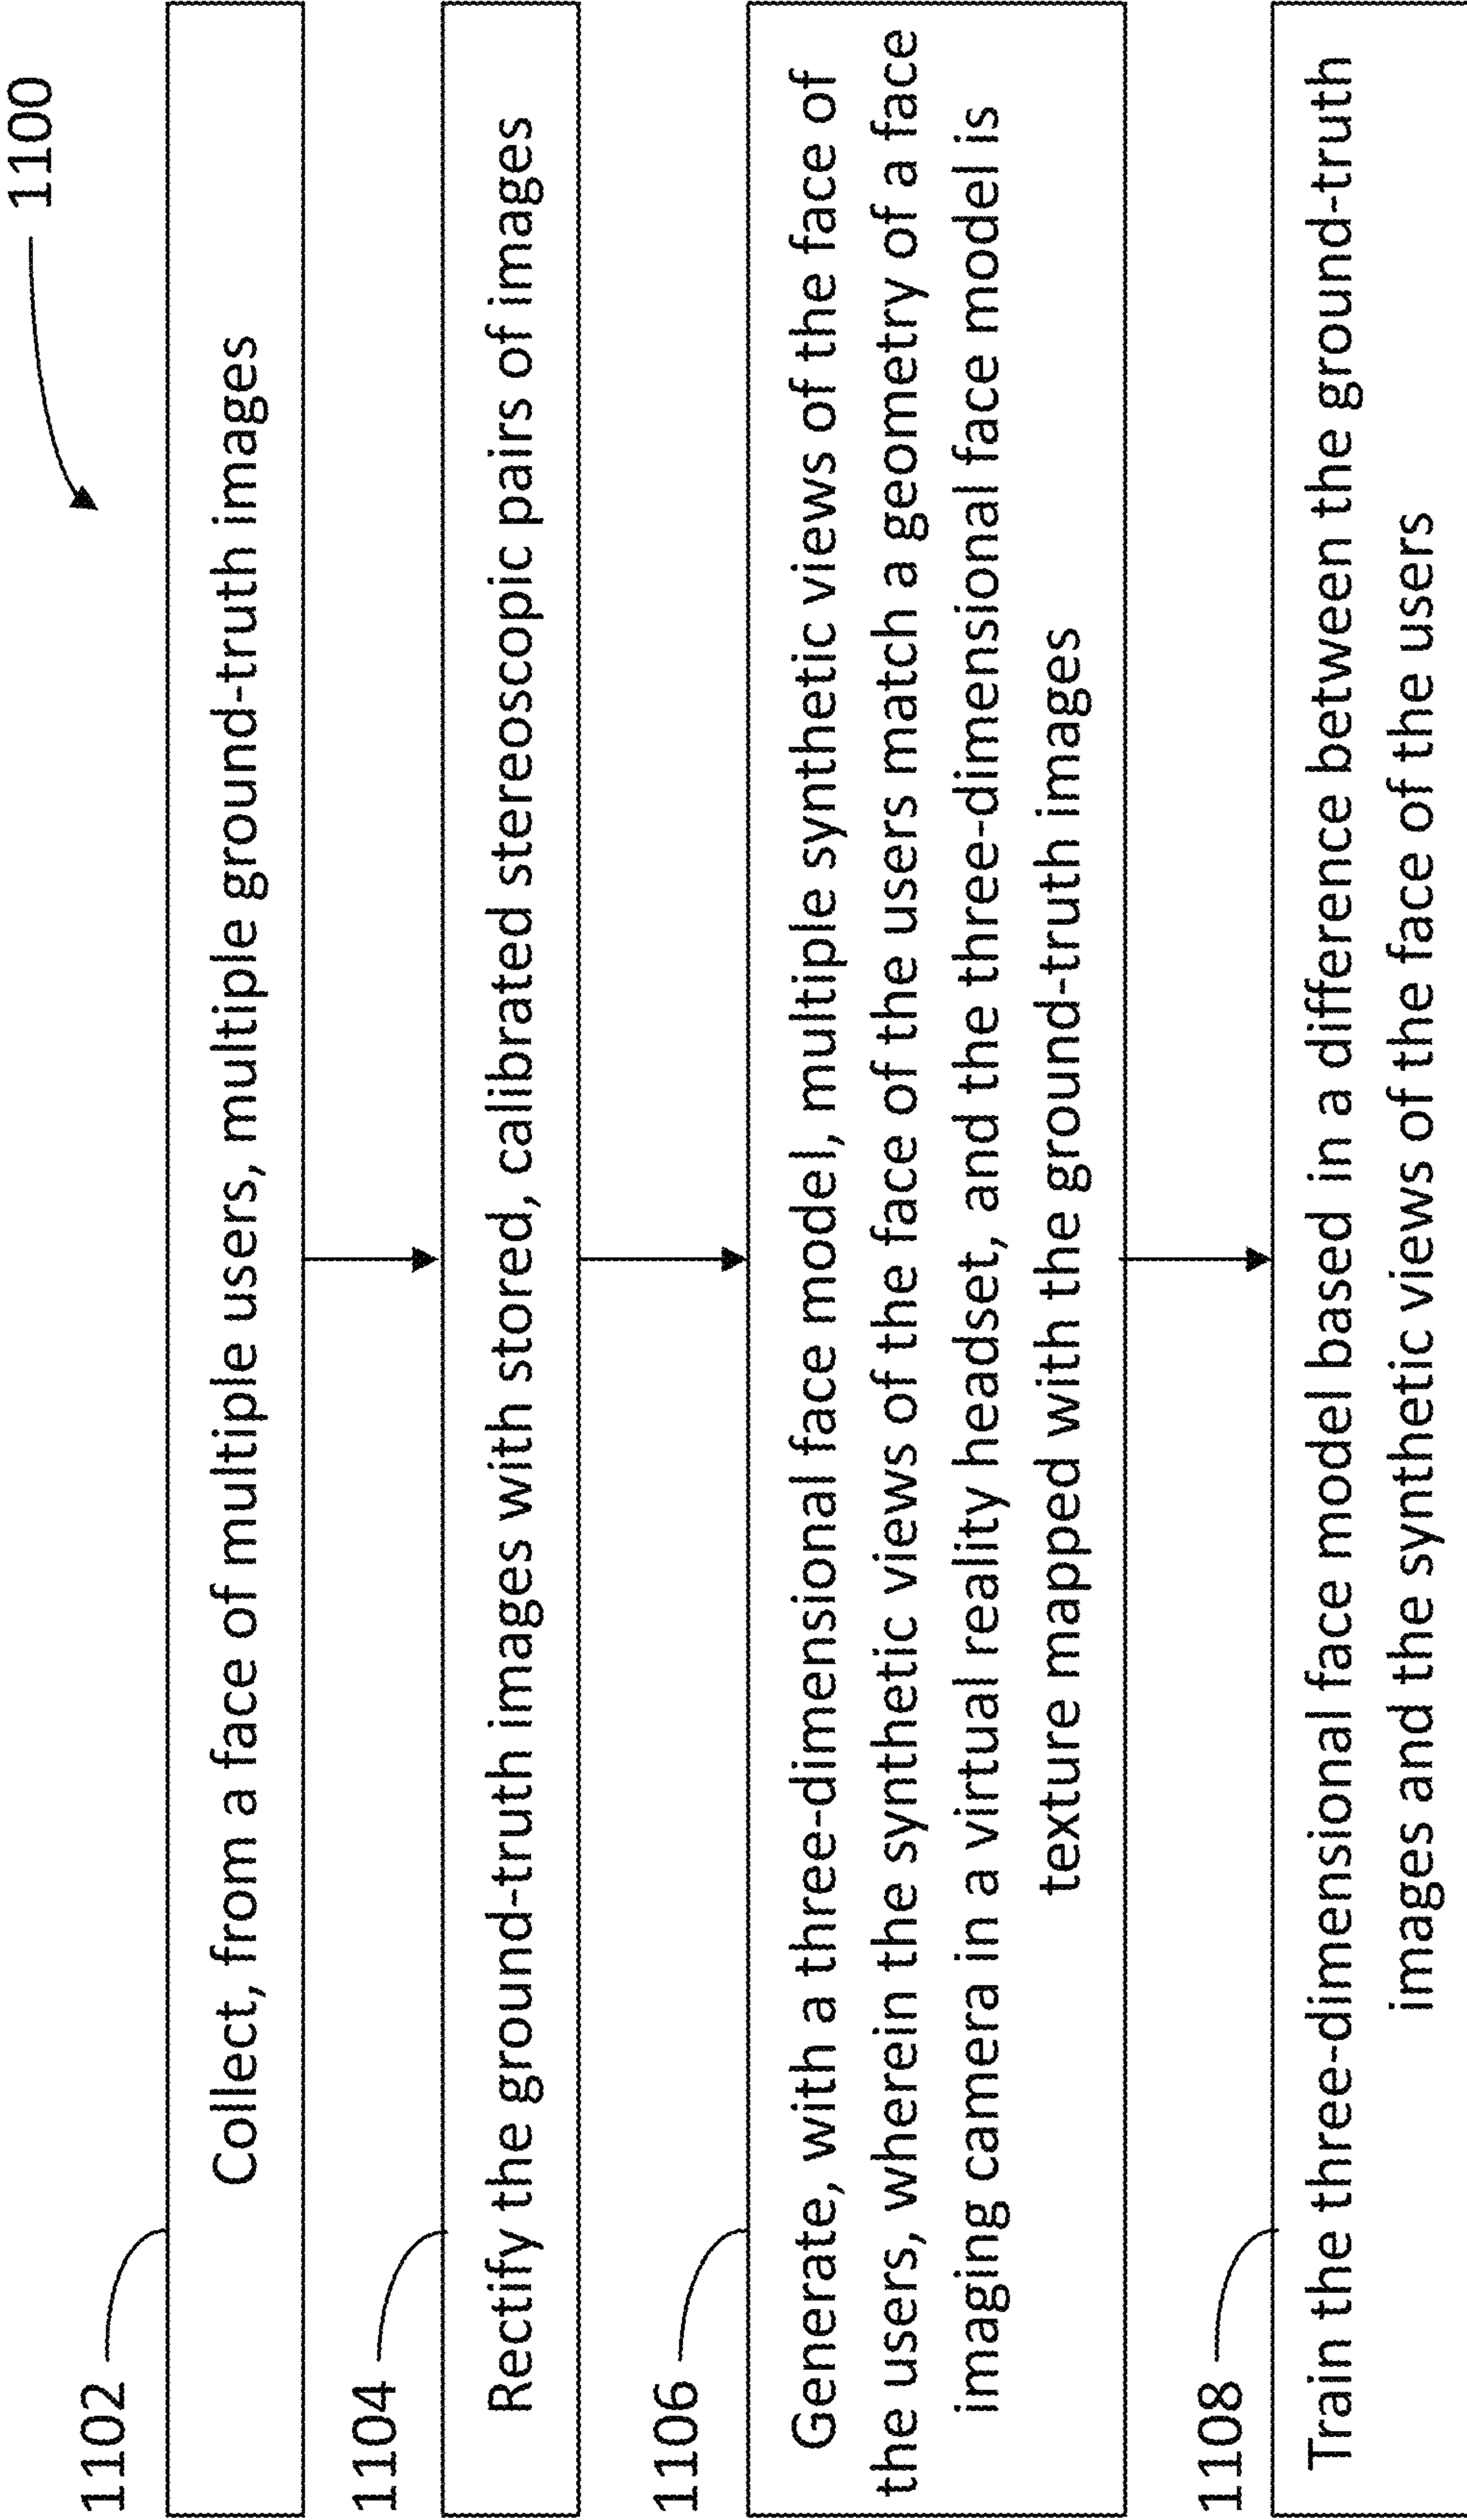 1100
1102
Collect, from a face of multiple users, multiple ground-truth images
1104
Rectify the ground-truth images with stored, calibrated stereoscopic pairs of images
1106
Generate, with a three-dimensional face model, multiple synthetic views of the face of
the users, wherein the synthetic views of the face of the users match a geometry of a face
imaging camera in a virtual reality headset, and the three-dimensional face model is
texture mapped with the ground-truth images
1108
Train the three-dimensional face model based in a difference between the ground-truth
images and the synthetic views of the face of the users